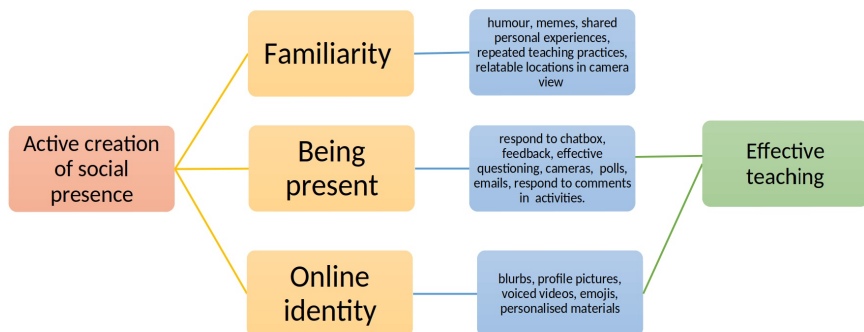 Active creation
of social
presence
Familiarity
humour, memes, shared
personal experiences,
repeated teaching practices,
relatable locations in camera
view
Being
present
respond to chatbox,
feedback, effective
questioning, cameras, polls,
emails, respond to comments
in activities.
Online
identity
blurbs, profile pictures,
voiced videos, emojis,
personalised materials
Effective
teaching